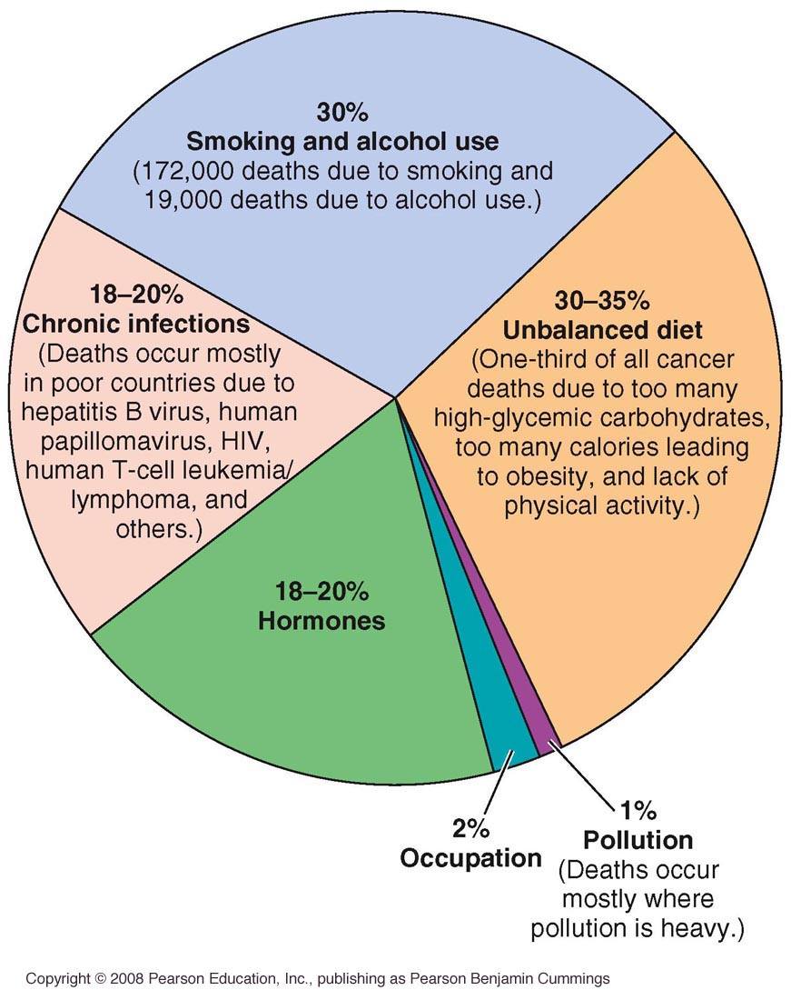 30%
Smoking and alcohol use
(172,000 deaths due to smoking and
19,000 deaths due to alcohol use.)
18–20%
Chronic infections
(Deaths occur mostly
in poor countries due to
hepatitis B virus, human
papillomavirus, HIV,
human T-cell leukemia/
lymphoma, and
others.)
30–35%
Unbalanced diet
(One-third of all cancer
deaths due to too many
high-glycemic carbohydrates,
too many calories leading
to obesity, and lack of
physical activity.)
18–20%
Hormones
2%
Occupation
1%
Pollution
(Deaths occur
mostly where
pollution is heavy.)
Copyright © 2008 Pearson Education, Inc., publishing as Pearson Benjamin Cummings